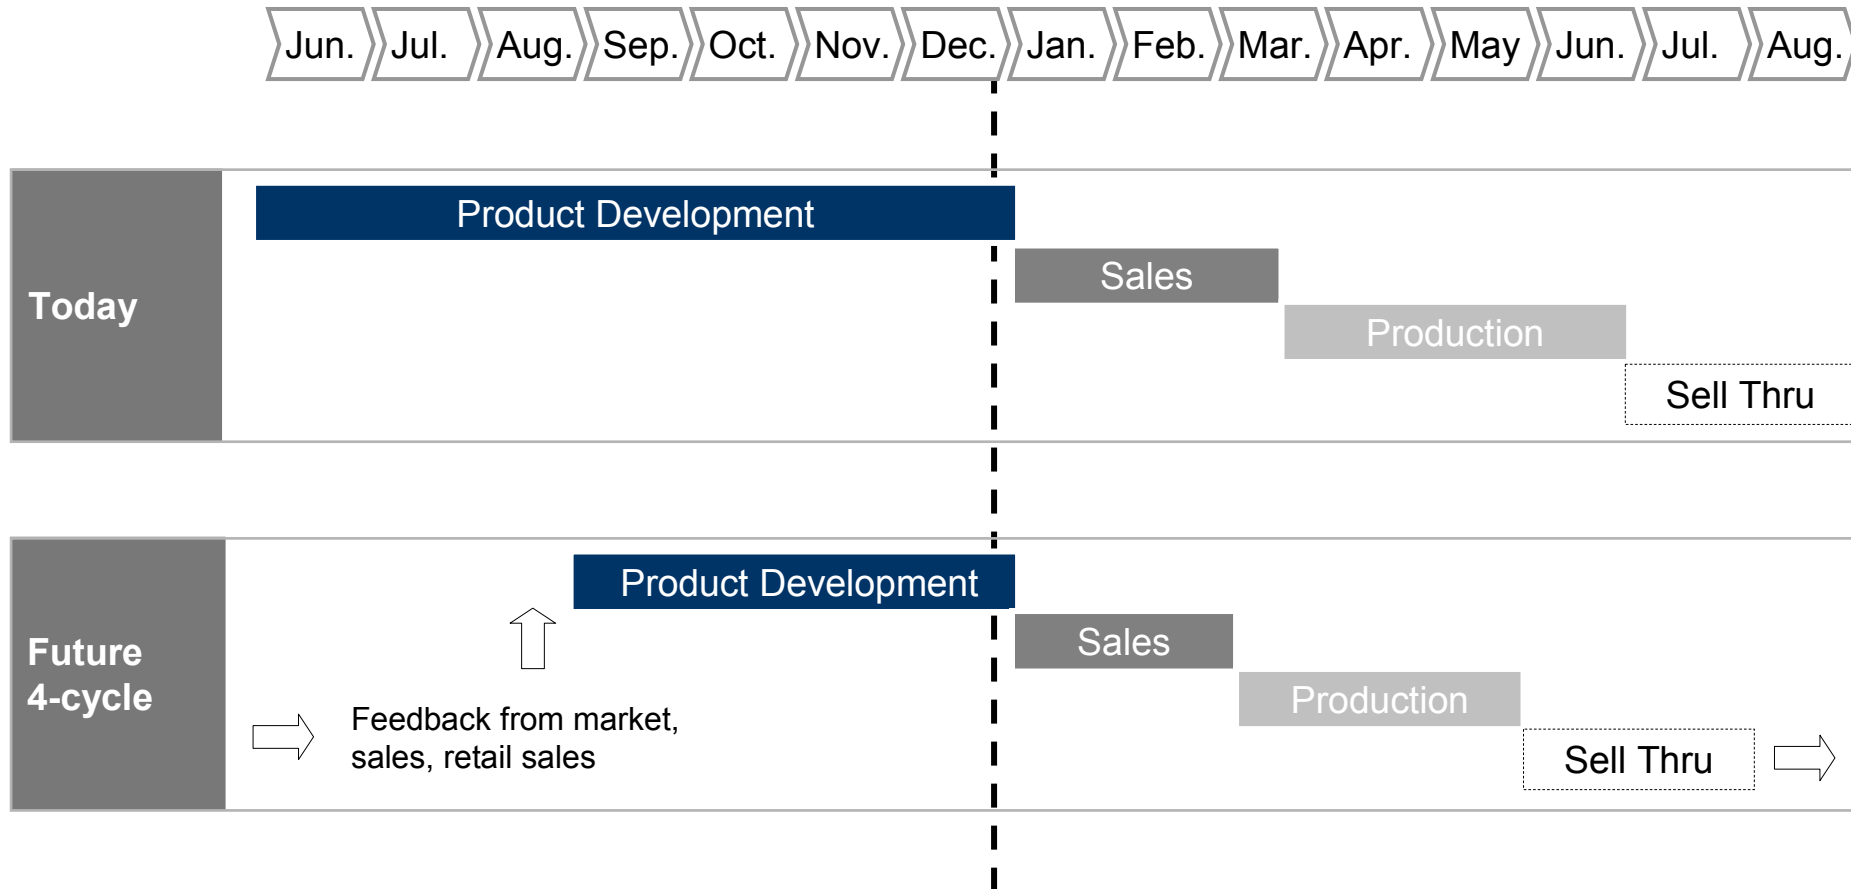 Jun. Jul. Aug. Sep. Oct. Nov. Dec. Jan. Feb. Mar. Apr. May Jun. Jul. Aug.
Product Development
Sales
Today
Production
Sell Thru
Product Development
Sales
Future
4-cycle
Production
Feedback from market,
sales, retail sales
Sell Thru